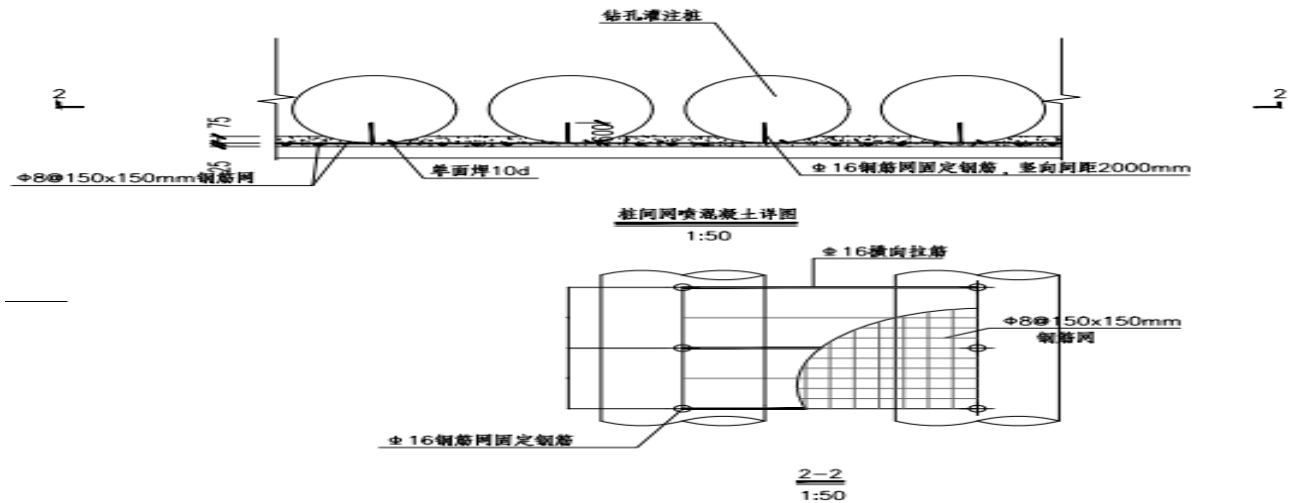 钻孔灌注桩
2
2
75
25
600
Φ8@150x150mm钢筋网
单面焊10d
Φ16钢筋网固定钢筋，竖向间距2000mm
桩间网喷混凝土详图
1:50
Φ16横向拉筋
Φ8@150x150mm
钢筋网
Φ16钢筋网固定钢筋
2-2
1:50